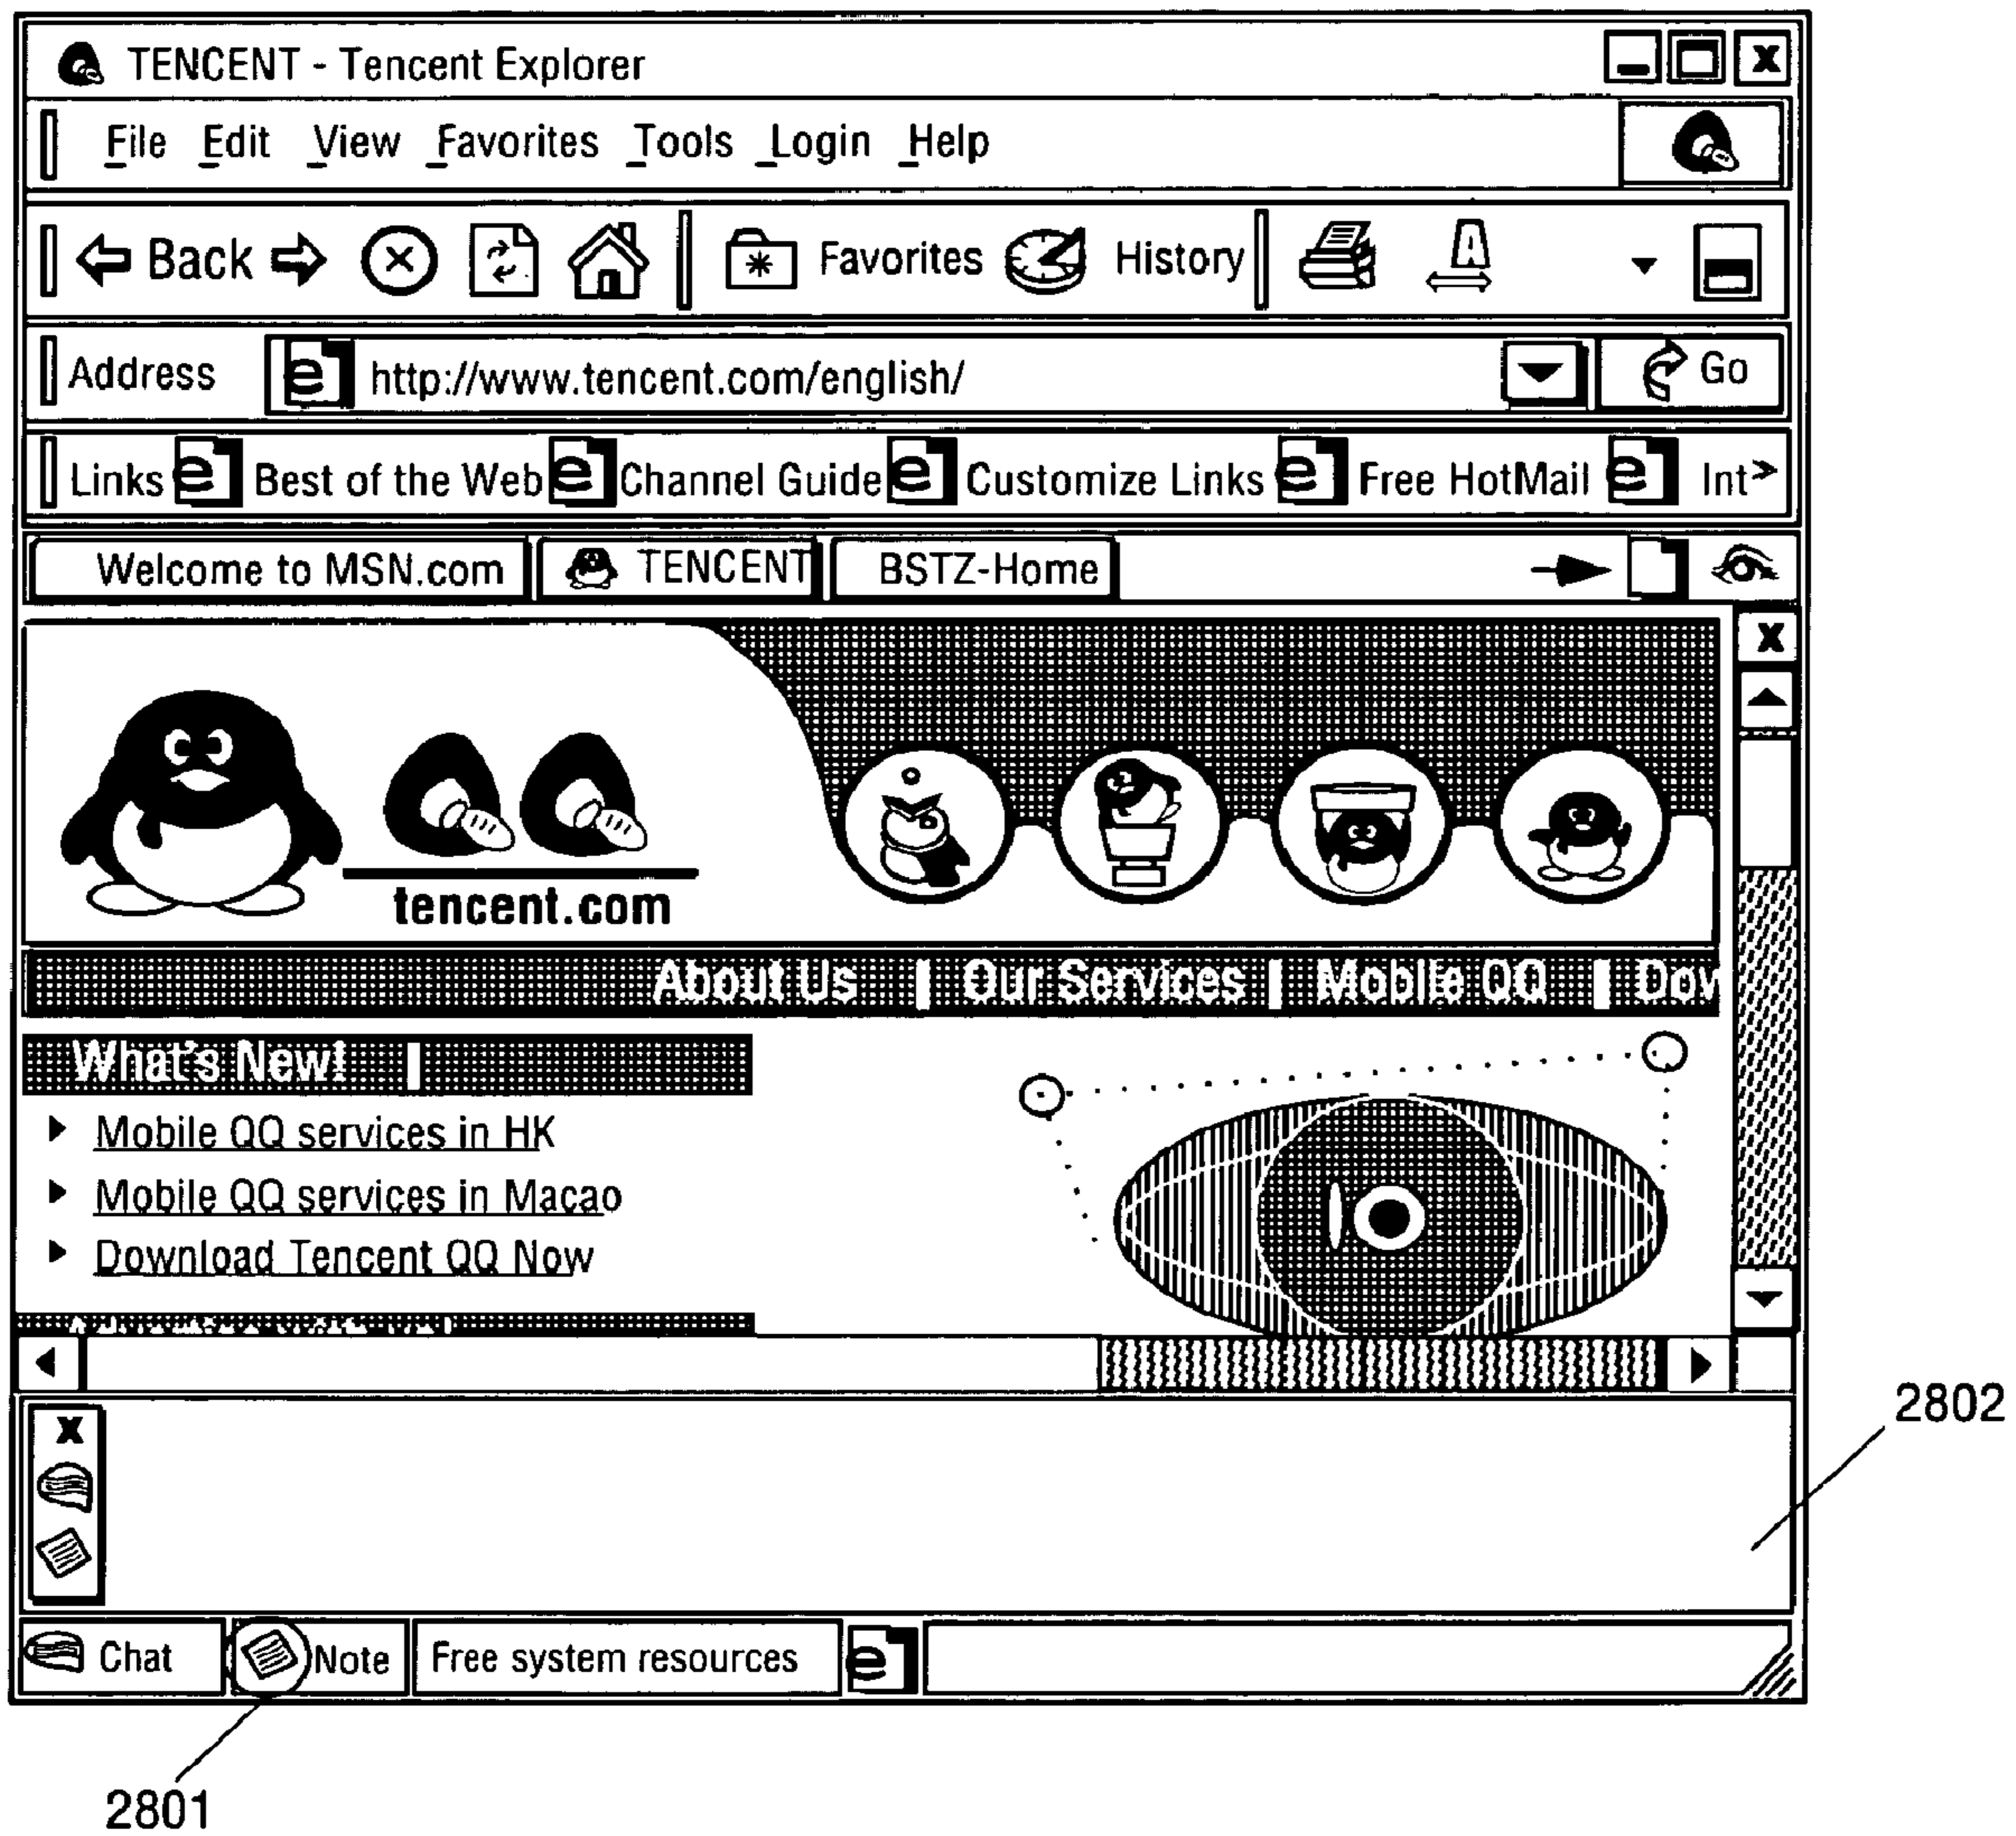 TENCENT - Tencent Explorer
File Edit View Favorites Tools Login Help
Back Favorites History
Address http://www.tencent.com/english/ Go
Links Best of the Web Channel Guide Customize Links Free HotMail Int >
Welcome to MSN.com TENCENT BSTZ-Home
tencent.com
About Us | Our Services | Mobile QQ | Dow
What's New!
Mobile QQ services in HK
Mobile QQ services in Macao
Download Tencent QQ Now
2802
Chat Note Free system resources
2801